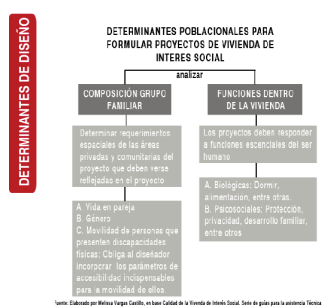 DETERMINANTES DE DISEÑO
DETERMINANTES POBLACIONALES PARA
FORMULAR PROYECTOS DE VIVIENDA DE
INTERES SOCIAL
analizar
COMPOSICIÓN GRUPO
FAMILIAR
Determinar requerimientos
espaciales de las áreas
privadas y comunitarias del
proyecto que deben verse
reflejadas en el proyecto
A. Vida en pareja
B. Género
C. Movilidad de personas que
presenten discapacidades
físicas: Obliga al diseñador
incorporar los parámetros de
accesibilidad indispensables
para la movilidad de ellos.
FUNCIONES DENTRO
DE LA VIVIENDA
Los proyectos deben responder
a funciones escenciales del ser
humano
A. Biológicas: Dormir,
alimentacion, entre otras.
B. Psicosociales: Protección,
privacidad, desarrollo familiar,
entre otros
Fuente: Elaborado por Melissa Vargas Castillo, en base Calidad de la Vivienda de Interés Social. Serie de guías para la asistencia Técnica